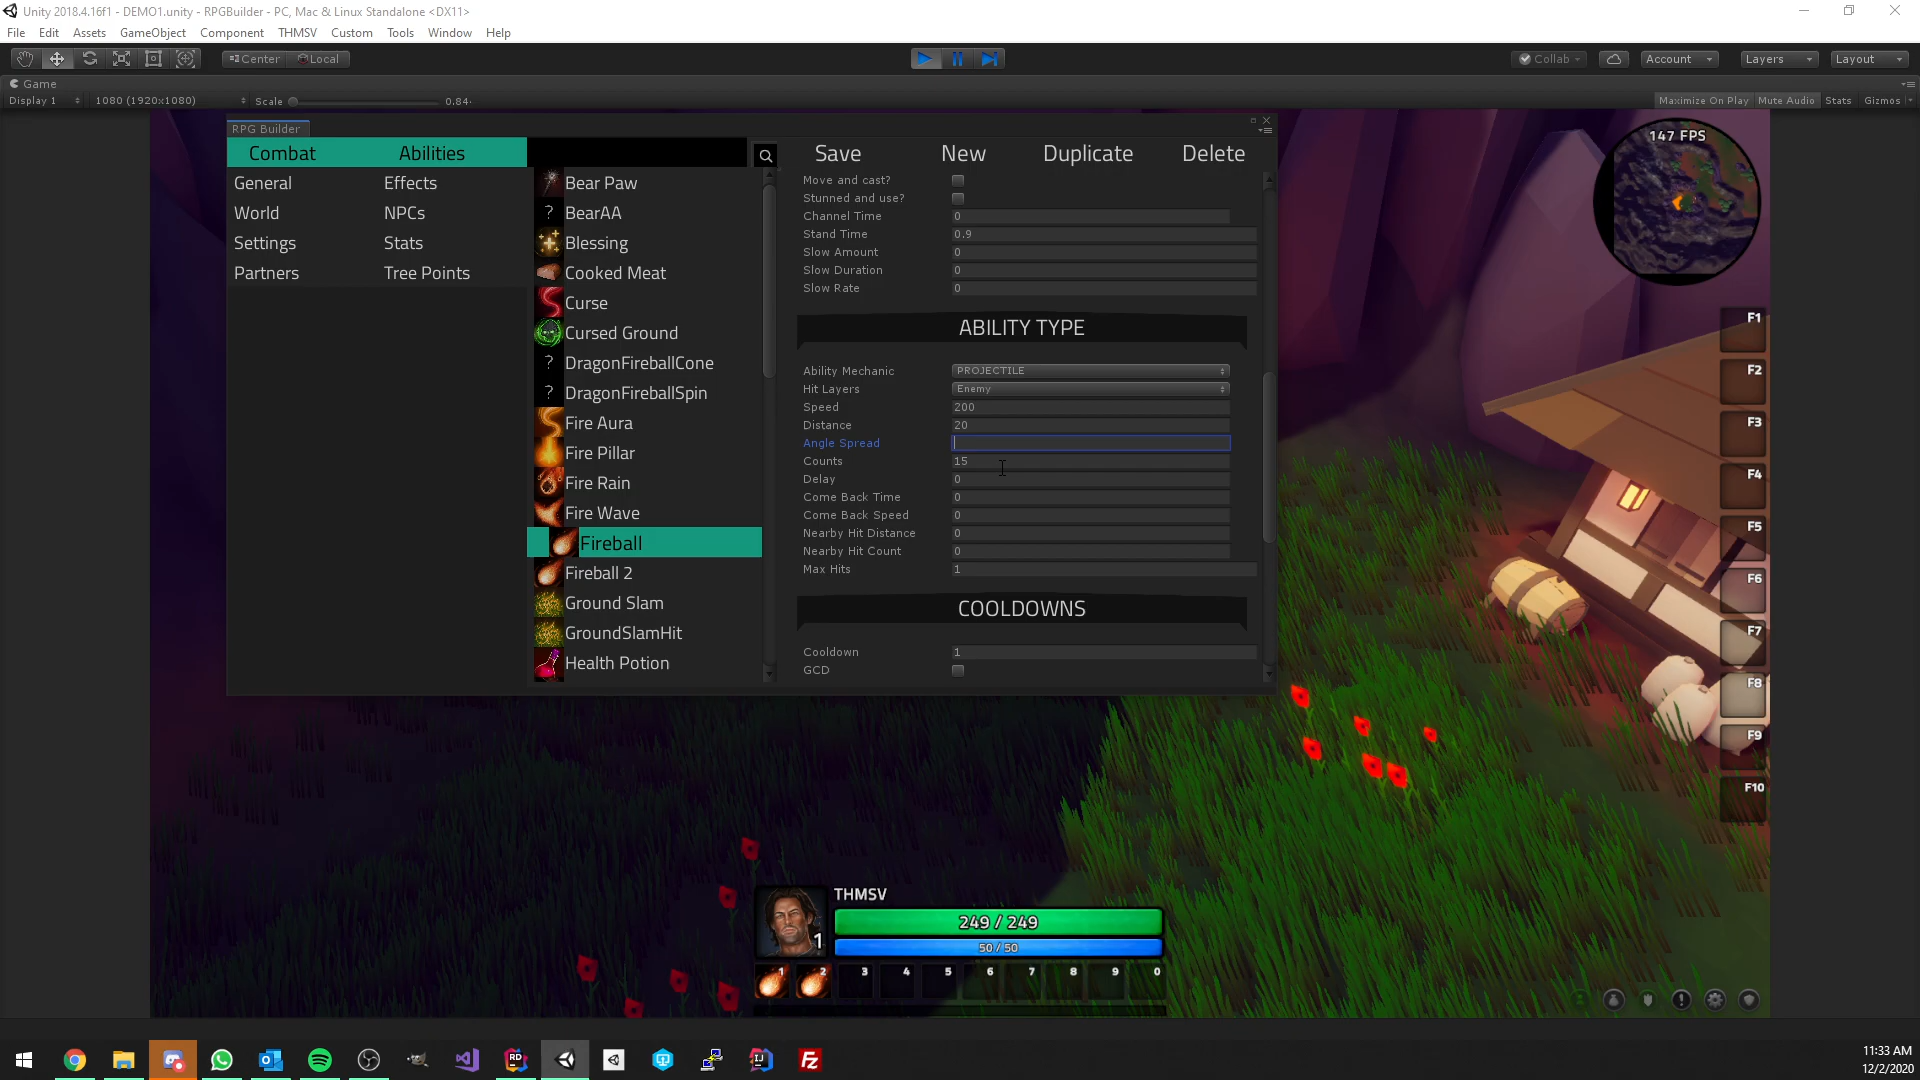 Unity 2018.4.16f1 - DEMO1.unity - RPGBuilder - PC, Mac & Linux Standalone <DX11>
File Edit Assets GameObject Component THMSV Custom Tools Window Help
Center Local Collab Account Layers Layout
Game
Display 1 1080 (1920x1080) Scale 0.84 Maximize On Play Mute Audio Stats Gizmos
RPG Builder
Combat Abilities
General Effects
World NPCs
Settings Stats
Partners Tree Points
Bear Paw
? BearAA
Blessing
Cooked Meat
Curse
Cursed Ground
? DragonFireballCone
? DragonFireballSpin
Fire Aura
Fire Pillar
Fire Rain
Fire Wave
Fireball
Fireball 2
Ground Slam
GroundSlamHit
Health Potion
Save New Duplicate Delete
Move and cast?
Stunned and use?
Channel Time 0
Stand Time 0.9
Slow Amount 0
Slow Duration 0
Slow Rate 0
ABILITY TYPE
Ability Mechanic PROJECTILE
Hit Layers Enemy
Speed 200
Distance 20
Angle Spread
Counts 15
Delay 0
Come Back Time 0
Come Back Speed 0
Nearby Hit Distance 0
Nearby Hit Count 0
Max Hits 1
COOLDOWNS
Cooldown 1
GCD
147 FPS
F1
F2
F3
F4
F5
F6
F7
F8
F9
F10
THMSV
249 / 249
1
50 / 50
1 2 3 4 5 6 7 8 9 0
RD
IJ
FZ
11:33 AM
12/2/2020